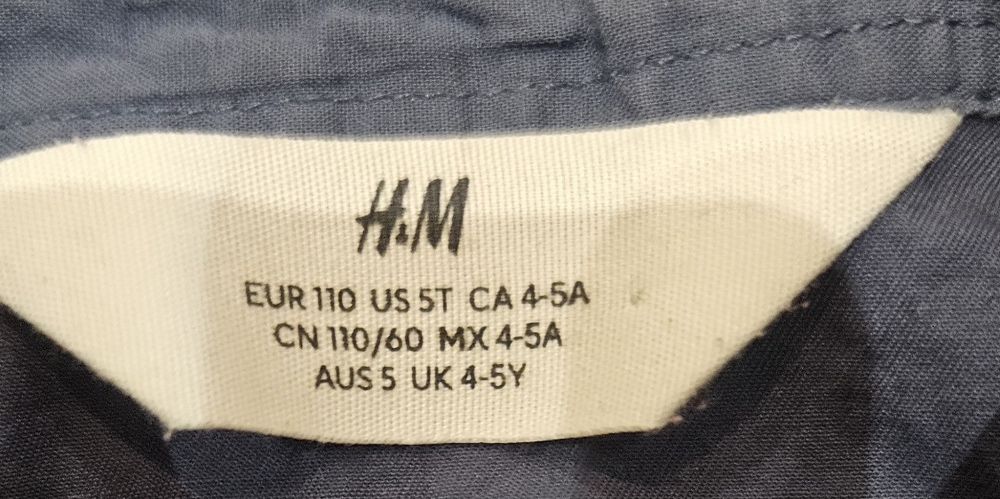 H&M
EUR 110 US 5T CA 4-5A
CN 110/60 MX 4-5A
AUS 5 UK 4-5Y